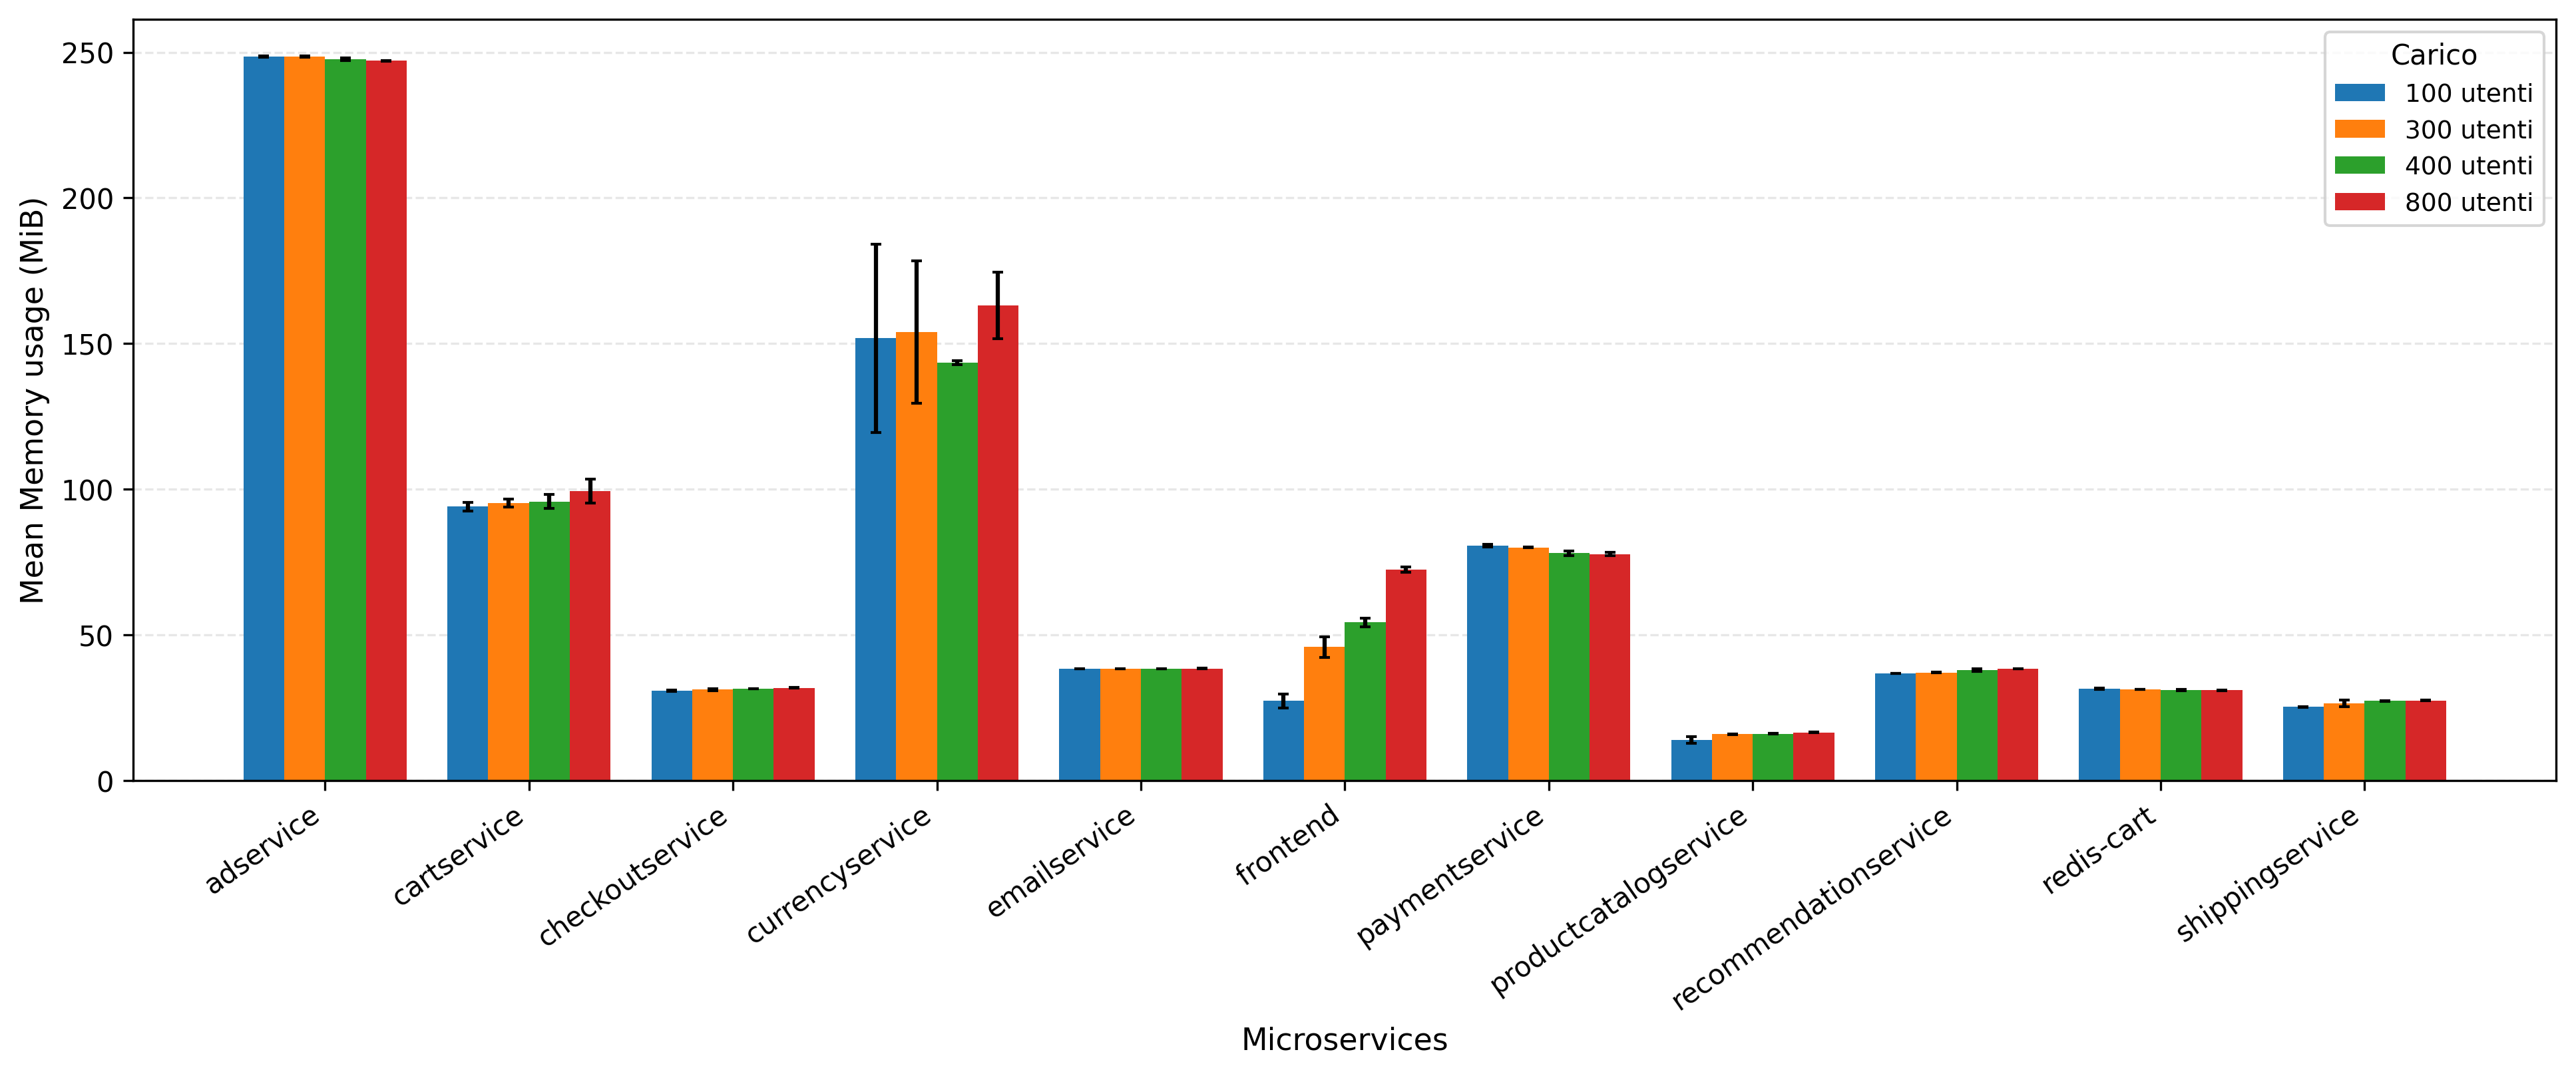 Mean Memory usage (MiB)
250
200
150
100
50
0
Carico
100 utenti
300 utenti
400 utenti
800 utenti
adservice
cartservice
checkoutservice
currencyservice
emailservice
frontend
paymentservice
productcatalogservice
recommendationservice
redis-cart
shippingservice
Microservices